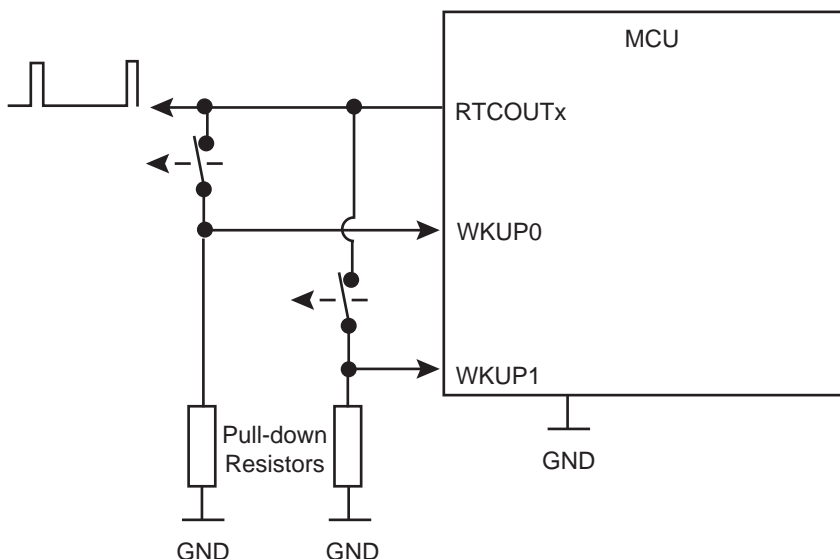 MCU
RTCOUTx
WKUP0
WKUP1
Pull-down
Resistors
GND
GND
GND